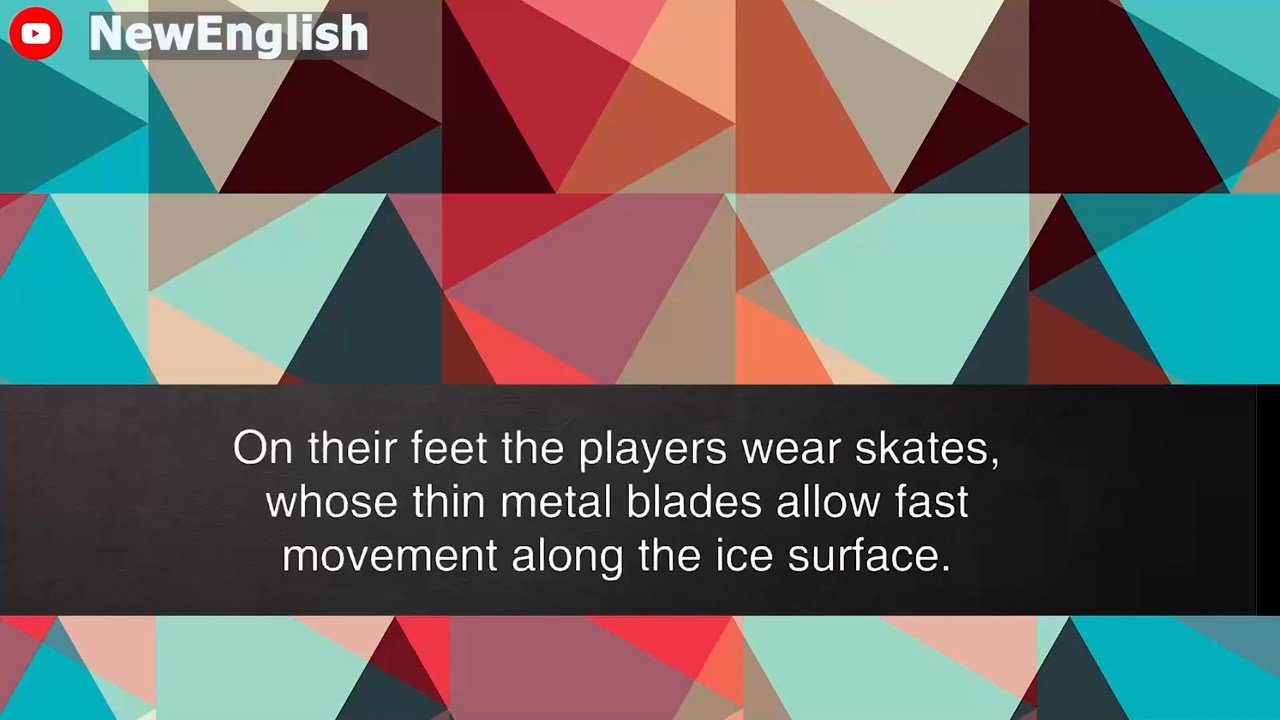 NewEnglish
On their feet the players wear skates,
whose thin metal blades allow fast
movement along the ice surface.